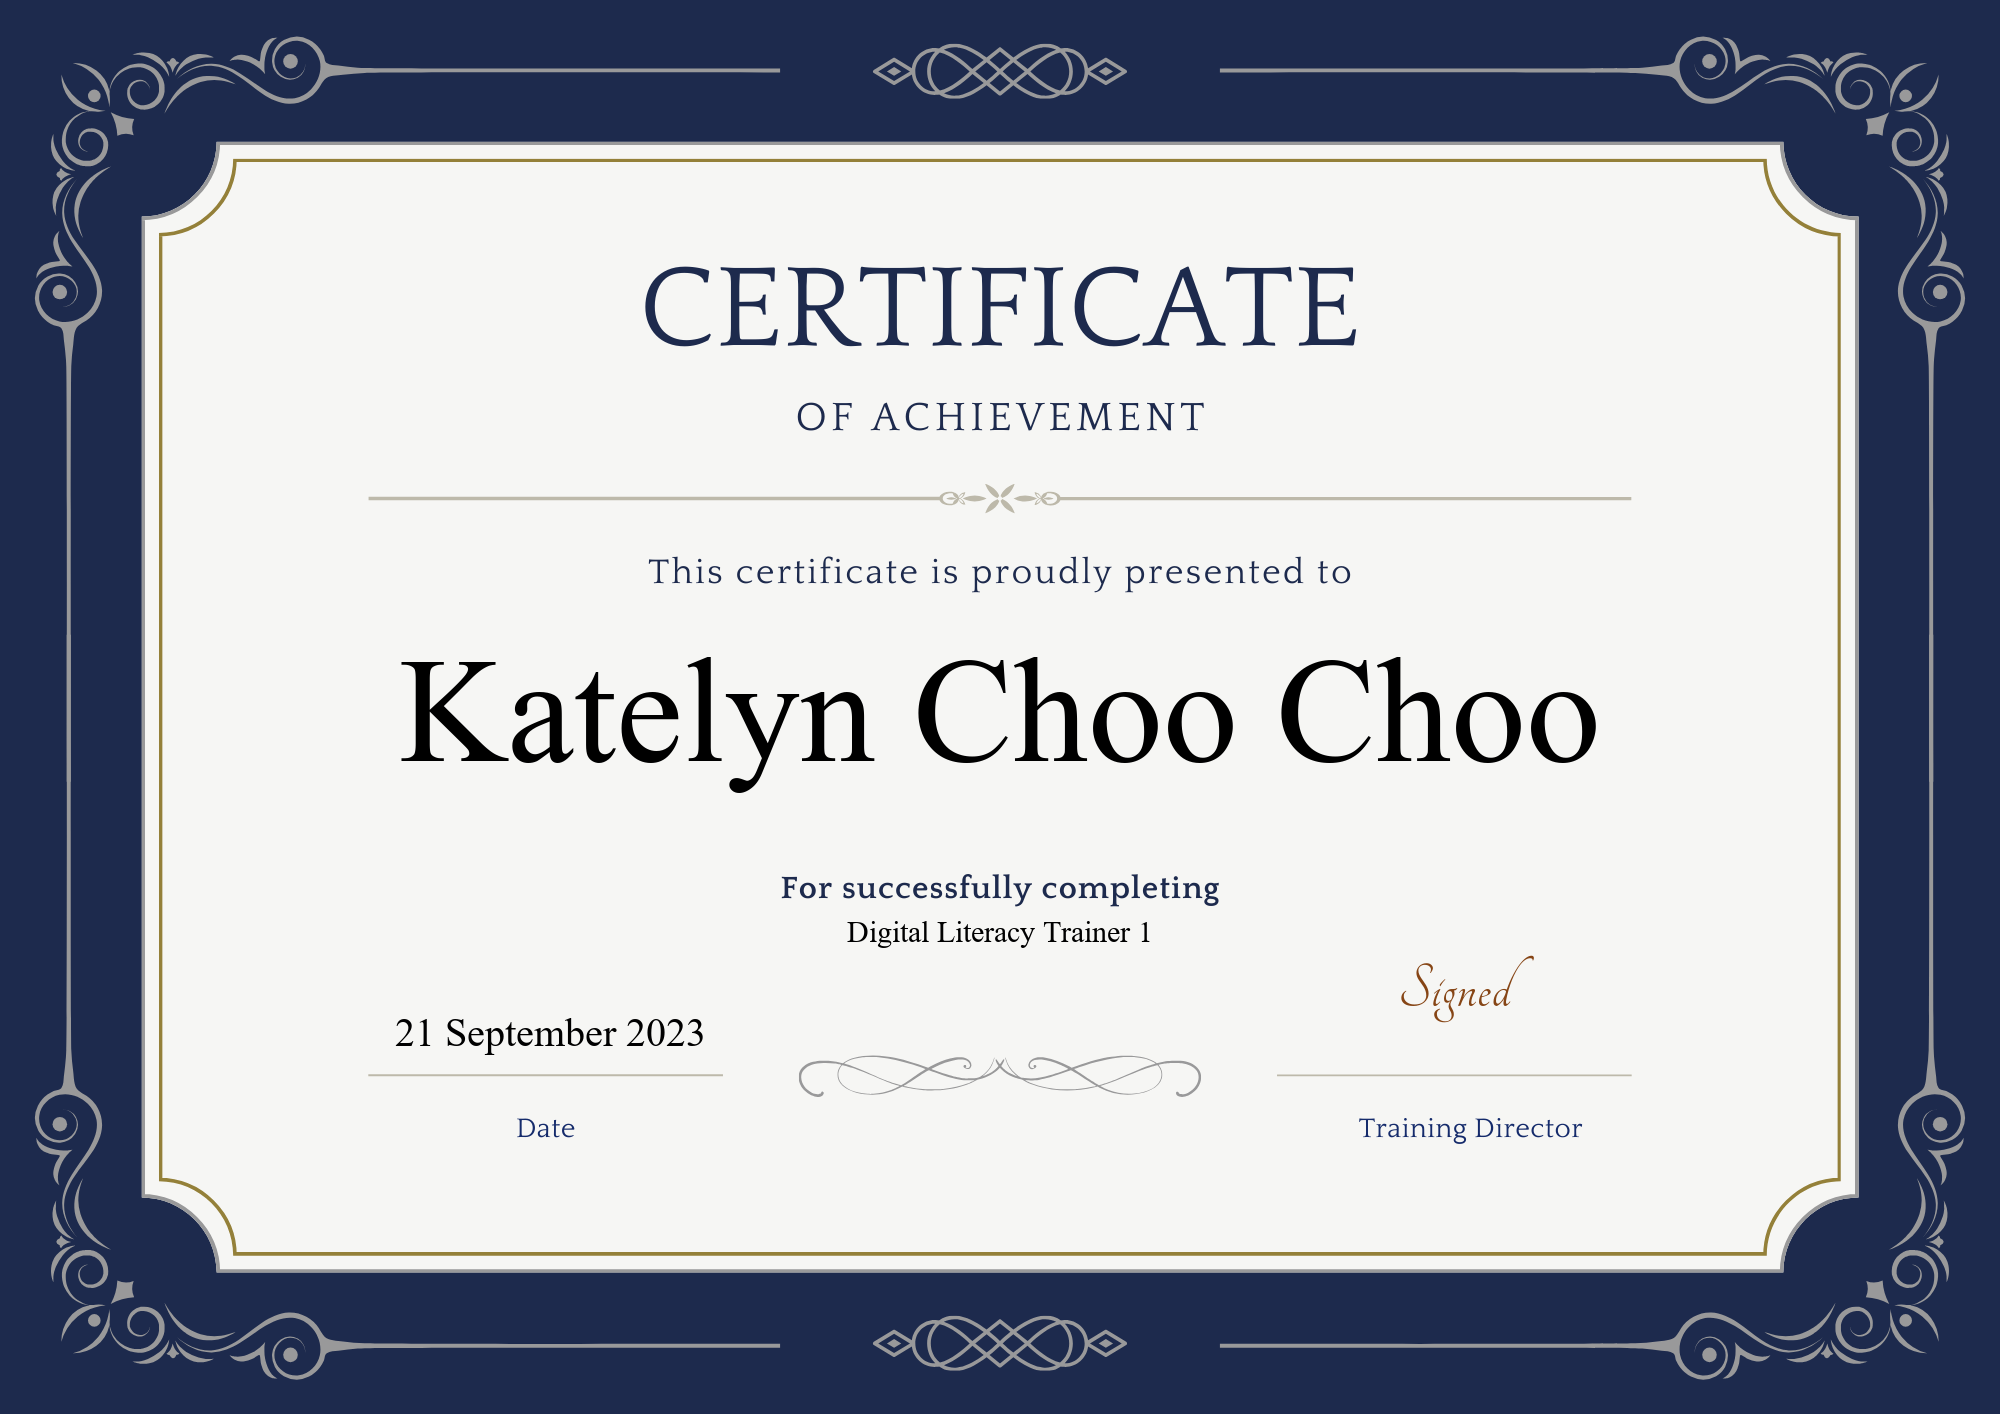 CERTIFICATE
OF ACHIEVEMENT
This certificate is proudly presented to
Katelyn Choo Choo
For successfully completing
Digital Literacy Trainer 1
Signed
21 September 2023
Date
Training Director